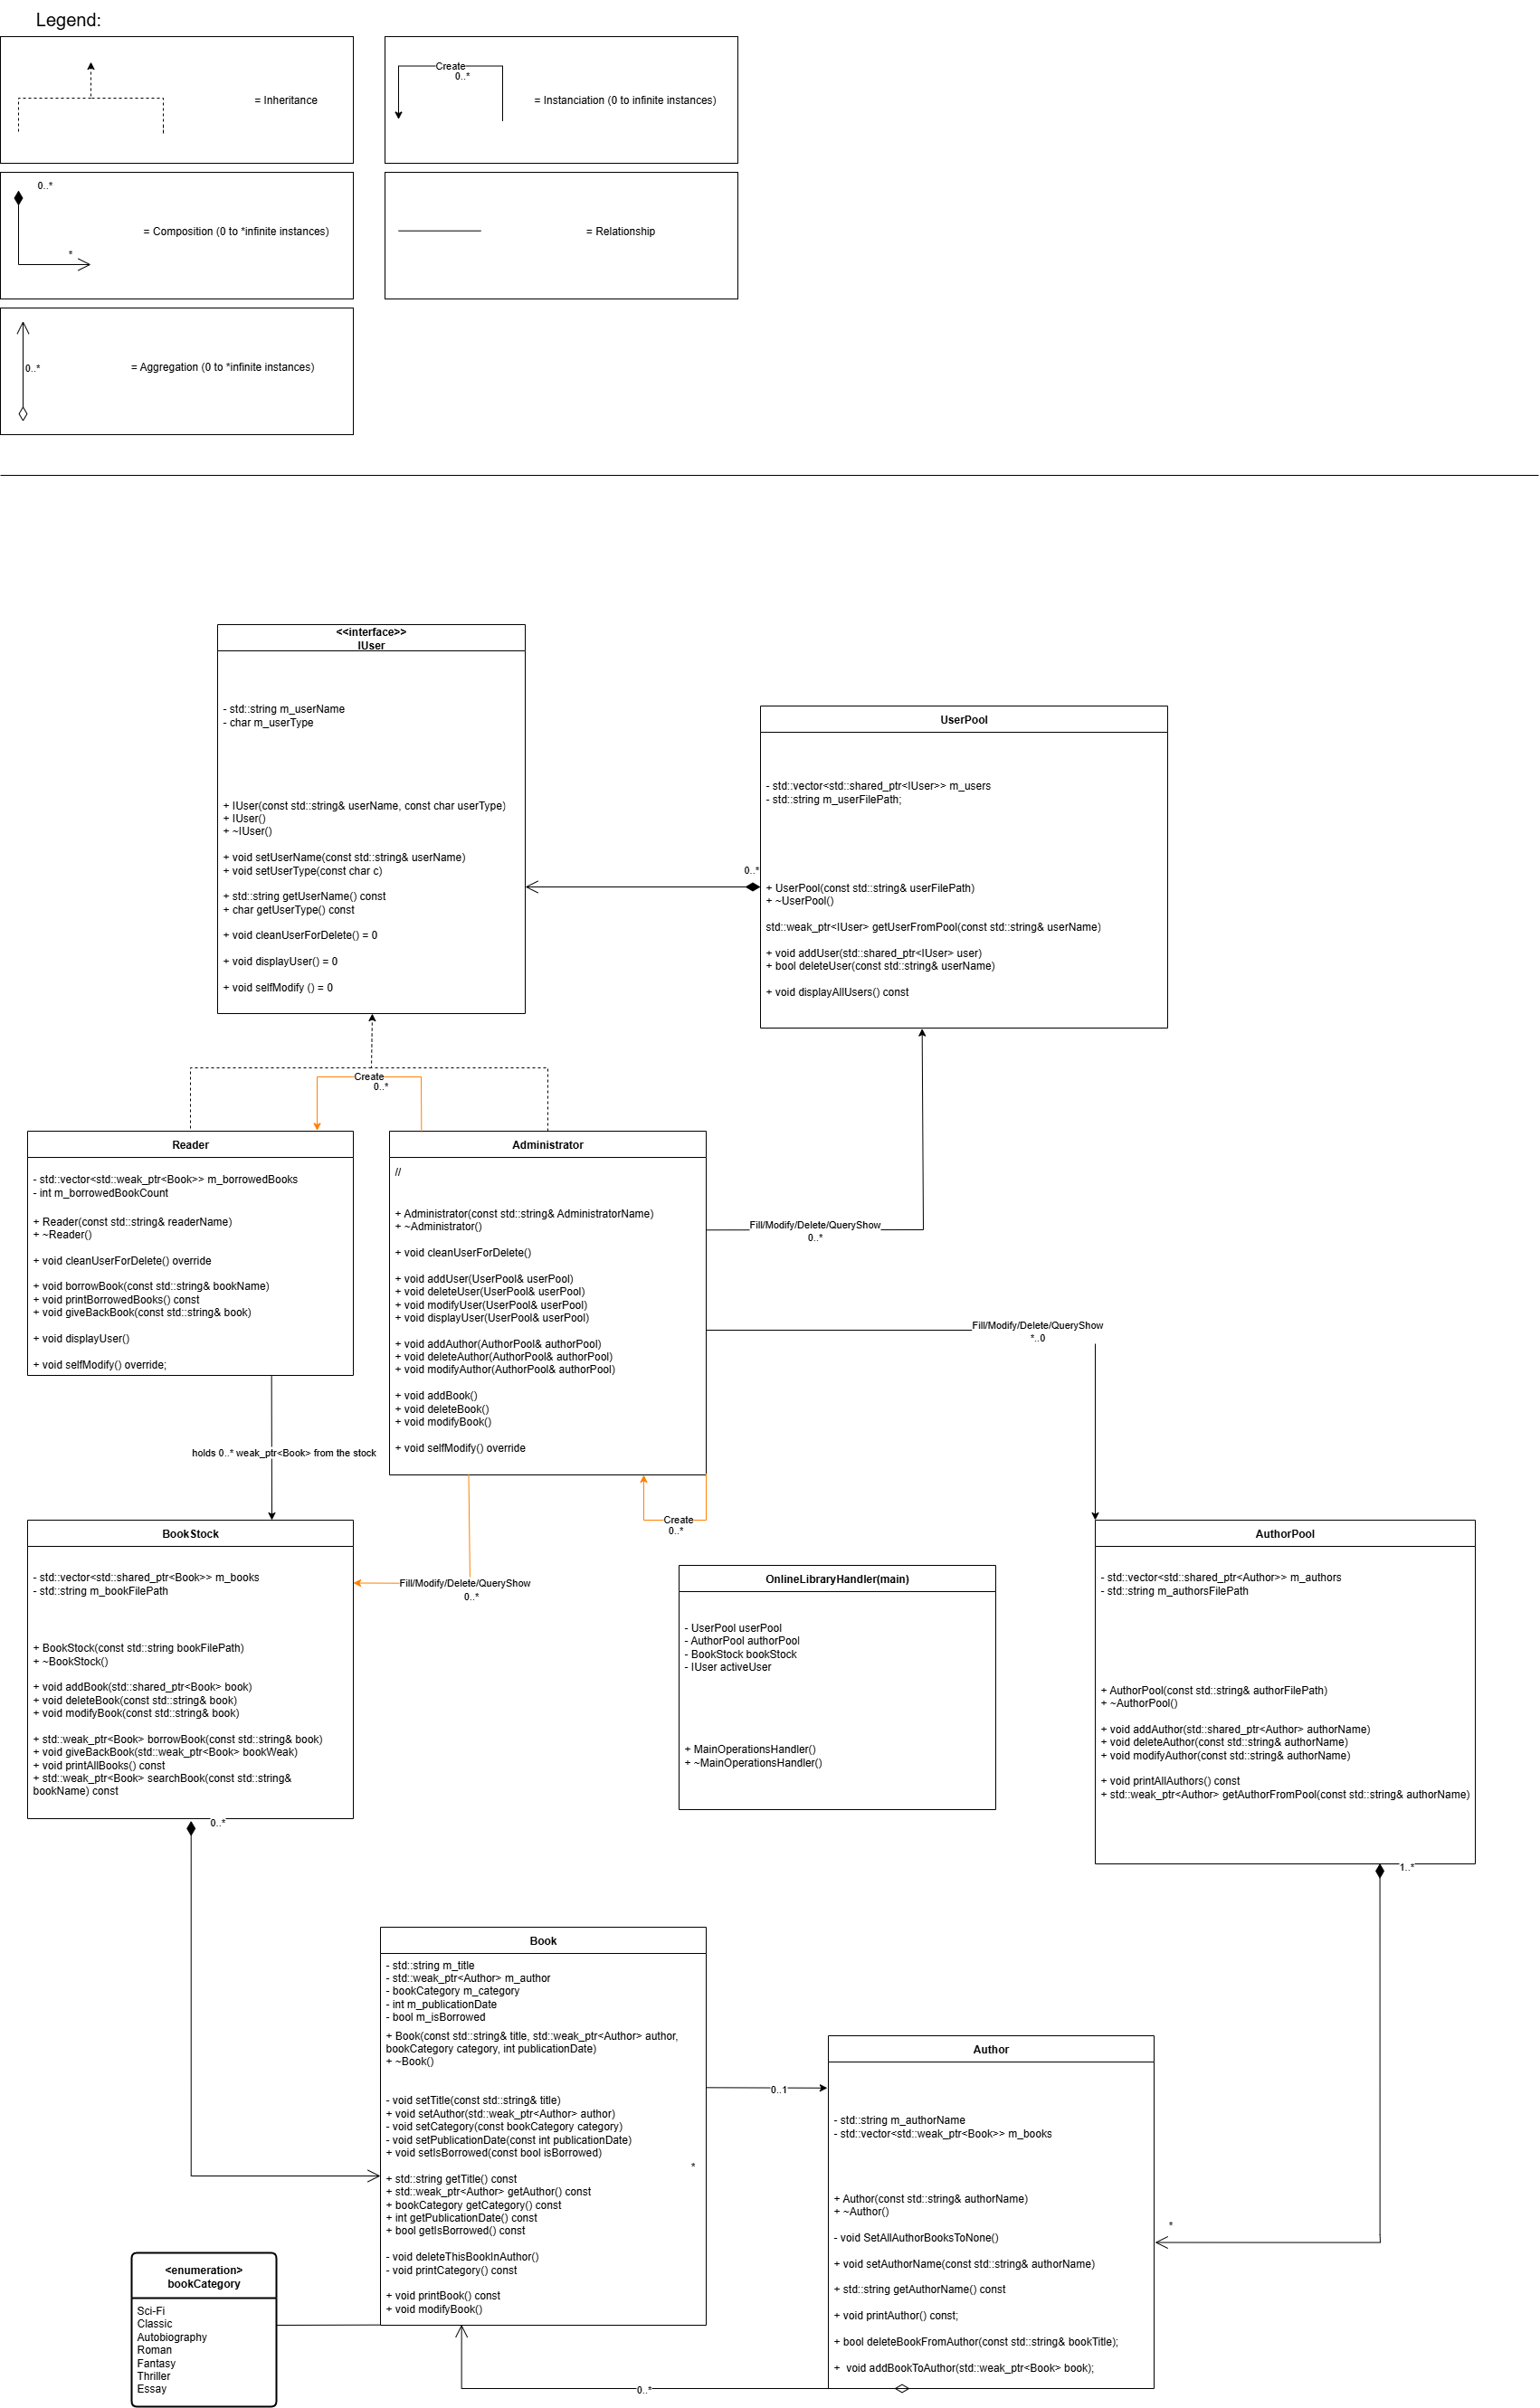 Legend:
= Inheritance
Create
0..*
= Instanciation (0 to infinite instances)
0..*
*
= Composition (0 to *infinite instances)
= Relationship
0..*
= Aggregation (0 to *infinite instances)
<<interface>>
IUser
- std::string m_userName
- char m_userType
+ IUser(const std::string& userName, const char userType)
+ IUser()
+ ~IUser()
+ void setUserName(const std::string& userName)
+ void setUserType(const char c)
+ std::string getUserName() const
+ char getUserType() const
+ void cleanUserForDelete() = 0
+ void displayUser() = 0
+ void selfModify () = 0
UserPool
- std::vector<std::shared_ptr<IUser>> m_users
- std::string m_userFilePath;
0..*
+ UserPool(const std::string& userFilePath)
+ ~UserPool()
std::weak_ptr<IUser> getUserFromPool(const std::string& userName)
+ void addUser(std::shared_ptr<IUser> user)
+ bool deleteUser(const std::string& userName)
+ void displayAllUsers() const
Create
0..*
Reader
- std::vector<std::weak_ptr<Book>> m_borrowedBooks
- int m_borrowedBookCount
+ Reader(const std::string& readerName)
+ ~Reader()
+ void cleanUserForDelete() override
+ void borrowBook(const std::string& bookName)
+ void printBorrowedBooks() const
+ void giveBackBook(const std::string& book)
+ void displayUser()
+ void selfModify() override;
Administrator
//
+ Administrator(const std::string& AdministratorName)
+ ~Administrator()
+ void cleanUserForDelete()
+ void addUser(UserPool& userPool)
+ void deleteUser(UserPool& userPool)
+ void modifyUser(UserPool& userPool)
+ void displayUser(UserPool& userPool)
+ void addAuthor(AuthorPool& authorPool)
+ void deleteAuthor(AuthorPool& authorPool)
+ void modifyAuthor(AuthorPool& authorPool)
+ void addBook()
+ void deleteBook()
+ void modifyBook()
+ void selfModify() override
Fill/Modify/Delete/QueryShow
0..*
Fill/Modify/Delete/QueryShow
*..0
holds 0..* weak_ptr<Book> from the stock
Create
0..*
Fill/Modify/Delete/QueryShow
0..*
BookStock
- std::vector<std::shared_ptr<Book>> m_books
- std::string m_bookFilePath
+ BookStock(const std::string bookFilePath)
+ ~BookStock()
+ void addBook(std::shared_ptr<Book> book)
+ void deleteBook(const std::string& book)
+ void modifyBook(const std::string& book)
+ std::weak_ptr<Book> borrowBook(const std::string& book)
+ void giveBackBook(std::weak_ptr<Book> bookWeak)
+ void printAllBooks() const
+ std::weak_ptr<Book> searchBook(const std::string&
bookName) const
0..*
OnlineLibraryHandler(main)
- UserPool userPool
- AuthorPool authorPool
- BookStock bookStock
- IUser activeUser
+ MainOperationsHandler()
+ ~MainOperationsHandler()
AuthorPool
- std::vector<std::shared_ptr<Author>> m_authors
- std::string m_authorsFilePath
+ AuthorPool(const std::string& authorFilePath)
+ ~AuthorPool()
+ void addAuthor(std::shared_ptr<Author> authorName)
+ void deleteAuthor(const std::string& authorName)
+ void modifyAuthor(const std::string& authorName)
+ void printAllAuthors() const
+ std::weak_ptr<Author> getAuthorFromPool(const std::string& authorName)
1..*
Book
- std::string m_title
- std::weak_ptr<Author> m_author
- bookCategory m_category
- int m_publicationDate
- bool m_isBorrowed
+ Book(const std::string& title, std::weak_ptr<Author> author,
bookCategory category, int publicationDate)
+ ~Book()
- void setTitle(const std::string& title)
+ void setAuthor(std::weak_ptr<Author> author)
- void setCategory(const bookCategory category)
- void setPublicationDate(const int publicationDate)
+ void setIsBorrowed(const bool isBorrowed)
*
+ std::string getTitle() const
+ std::weak_ptr<Author> getAuthor() const
+ bookCategory getCategory() const
+ int getPublicationDate() const
+ bool getIsBorrowed() const
- void deleteThisBookInAuthor()
- void printCategory() const
+ void printBook() const
+ void modifyBook()
0..1
Author
- std::string m_authorName
- std::vector<std::weak_ptr<Book>> m_books
+ Author(const std::string& authorName)
+ ~Author()
- void SetAllAuthorBooksToNone()
+ void setAuthorName(const std::string& authorName)
+ std::string getAuthorName() const
+ void printAuthor() const;
+ bool deleteBookFromAuthor(const std::string& bookTitle);
+  void addBookToAuthor(std::weak_ptr<Book> book);
*
<enumeration>
bookCategory
Sci-Fi
Classic
Autobiography
Roman
Fantasy
Thriller
Essay
0..*